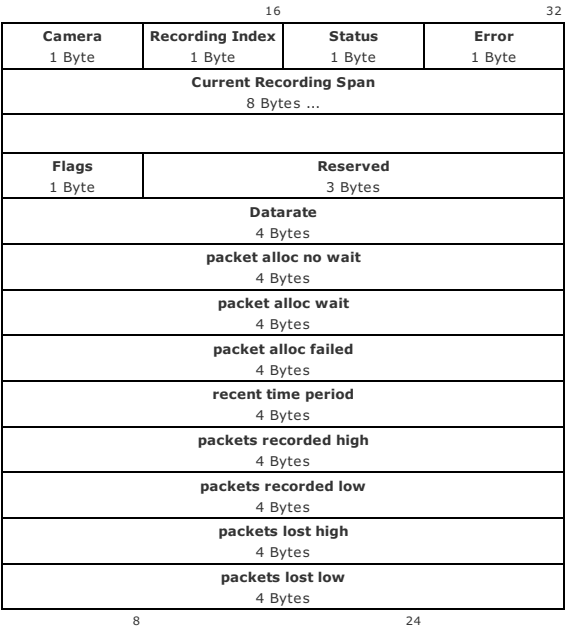 16 32
Camera Recording Index Status Error
1 Byte 1 Byte 1 Byte 1 Byte
Current Recording Span
8 Bytes ...
Flags Reserved
1 Byte 3 Bytes
Datarate
4 Bytes
packet alloc no wait
4 Bytes
packet alloc wait
4 Bytes
packet alloc failed
4 Bytes
recent time period
4 Bytes
packets recorded high
4 Bytes
packets recorded low
4 Bytes
packets lost high
4 Bytes
packets lost low
4 Bytes
8 24